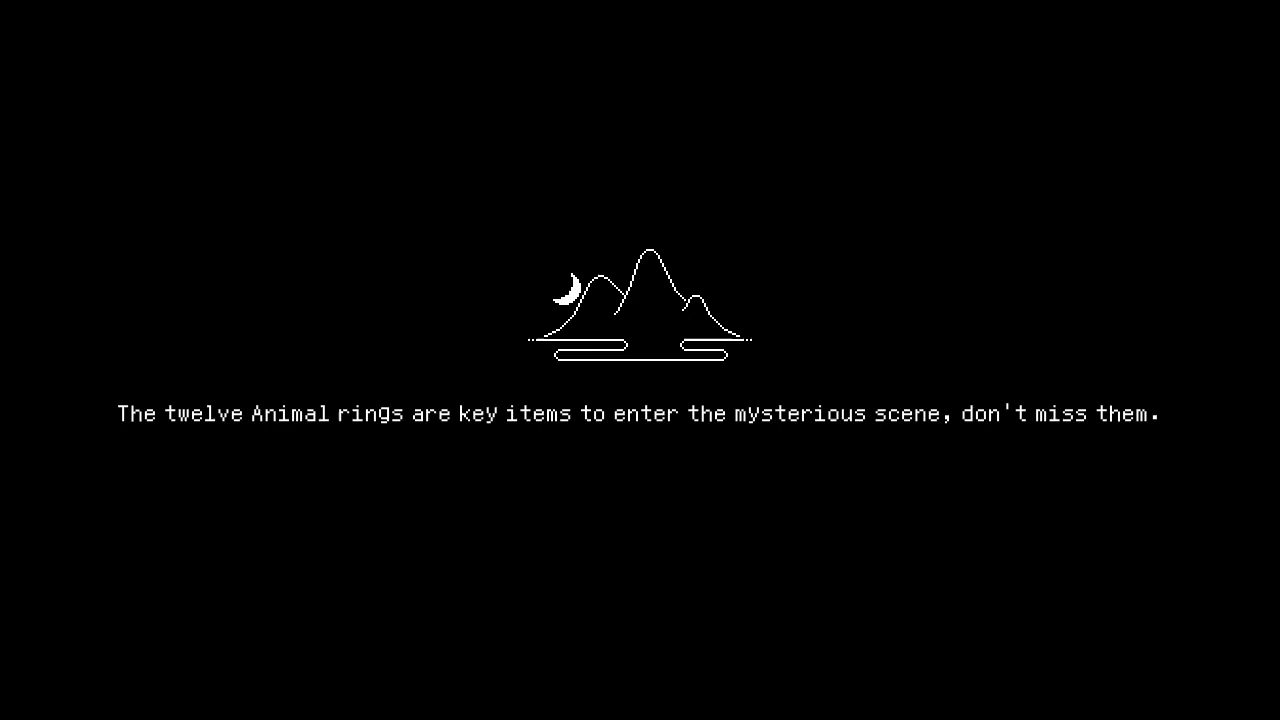 The twelve Animal rings are key items to enter the mysterious scene, don't miss them.